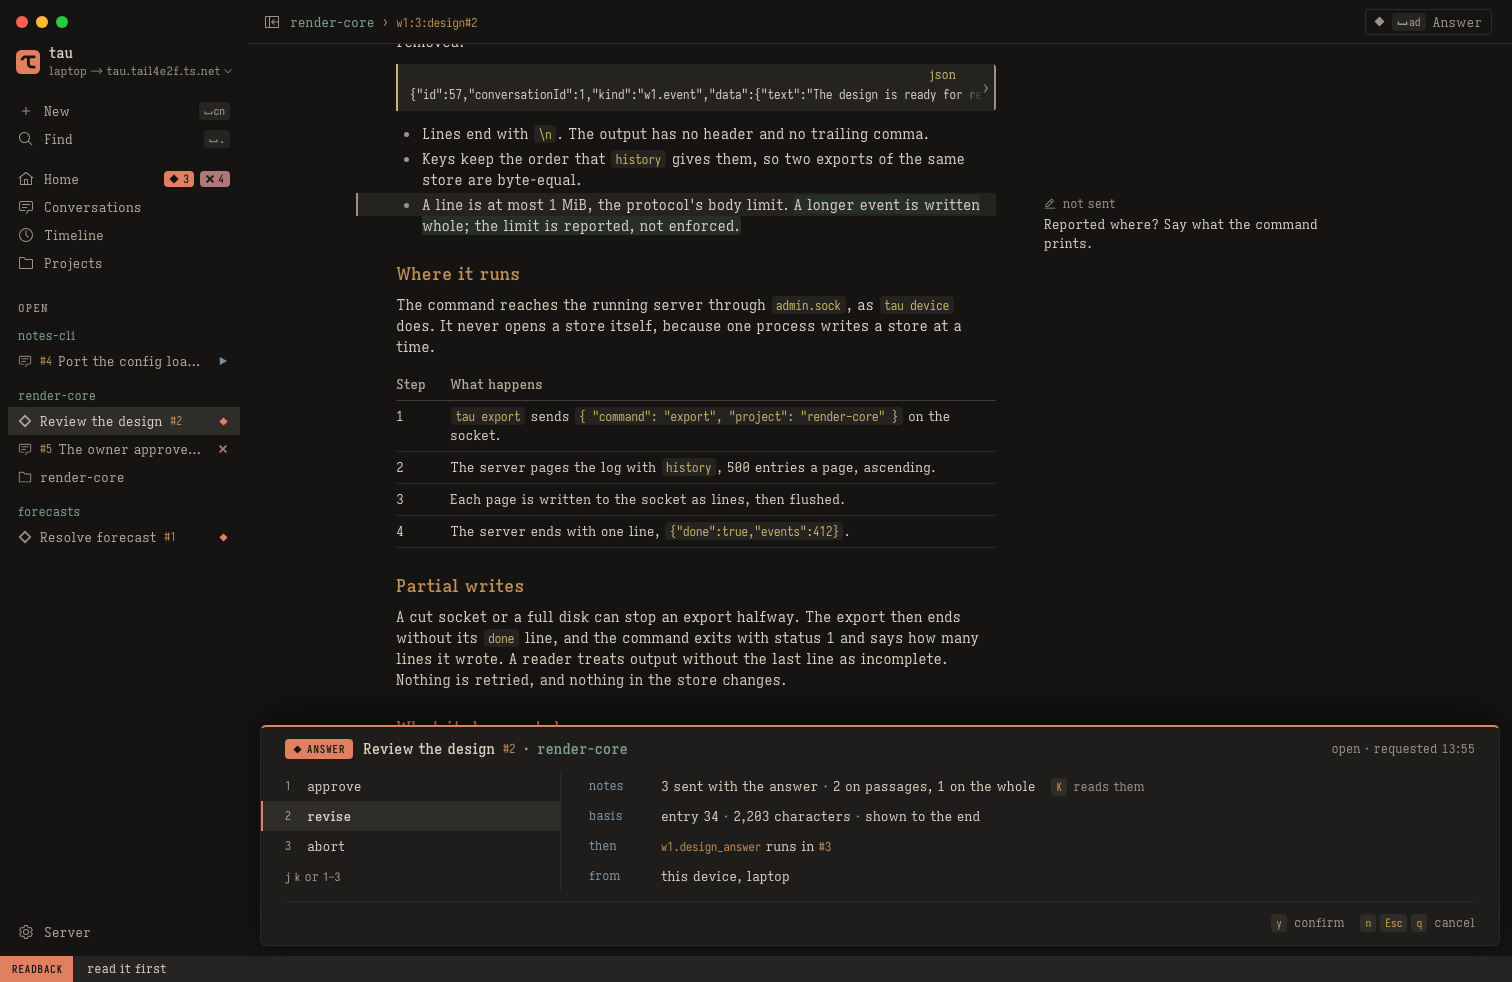 tau
laptop → tau.tail4e2f.ts.net
New ⎵cn
Find ⎵.
Home 3 4
Conversations
Timeline
Projects
OPEN
notes-cli
#4 Port the config loa...
render-core
Review the design #2
#5 The owner approve...
render-core
forecasts
Resolve forecast #1
Server
render-core › w1:3:design#2
⎵ad Answer
json
{"id":57,"conversationId":1,"kind":"w1.event","data":{"text":"The design is ready for re
• Lines end with \n. The output has no header and no trailing comma.
• Keys keep the order that history gives them, so two exports of the same
store are byte-equal.
• A line is at most 1 MiB, the protocol's body limit. A longer event is written
whole; the limit is reported, not enforced.
not sent
Reported where? Say what the command
prints.
Where it runs
The command reaches the running server through admin.sock, as tau device
does. It never opens a store itself, because one process writes a store at a
time.
Step What happens
1 tau export sends { "command": "export", "project": "render-core" } on the
socket.
2 The server pages the log with history, 500 entries a page, ascending.
3 Each page is written to the socket as lines, then flushed.
4 The server ends with one line, {"done":true,"events":412}.
Partial writes
A cut socket or a full disk can stop an export halfway. The export then ends
without its done line, and the command exits with status 1 and says how many
lines it wrote. A reader treats output without the last line as incomplete.
Nothing is retried, and nothing in the store changes.
ANSWER Review the design #2 · render-core
open · requested 13:55
1 approve
2 revise
3 abort
j k or 1–3
notes 3 sent with the answer · 2 on passages, 1 on the whole K reads them
basis entry 34 · 2,203 characters · shown to the end
then w1.design_answer runs in #3
from this device, laptop
y confirm n Esc q cancel
READBACK read it first